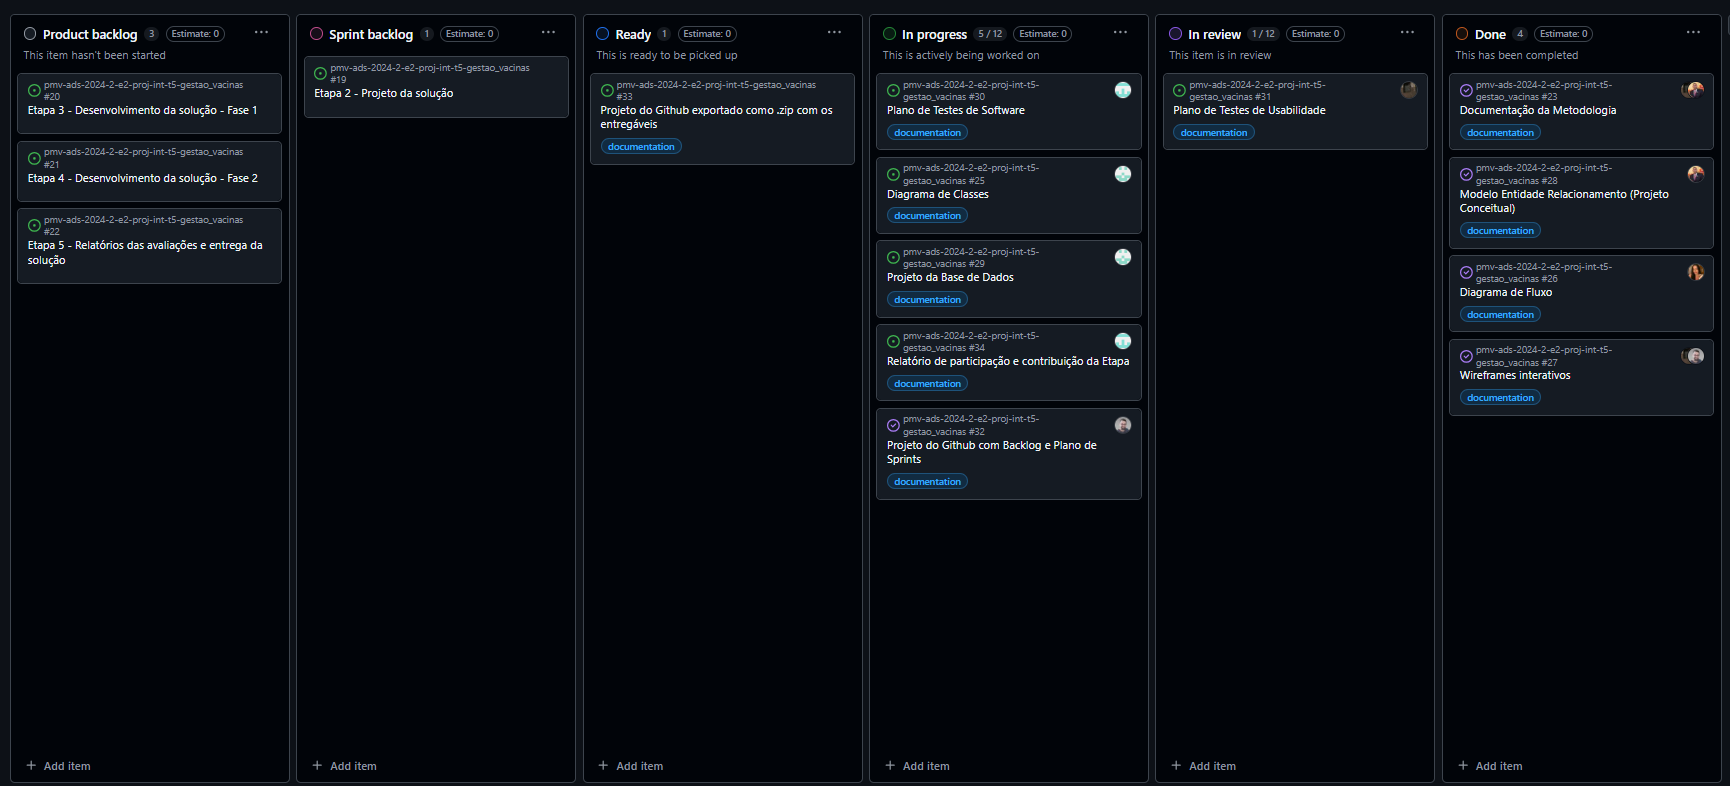 Product backlog 3 Estimate: 0
This item hasn't been started
pmv-ads-2024-2-e2-proj-int-t5-gestao_vacinas
#20
Etapa 3 - Desenvolvimento da solução - Fase 1
pmv-ads-2024-2-e2-proj-int-t5-gestao_vacinas
#21
Etapa 4 - Desenvolvimento da solução - Fase 2
pmv-ads-2024-2-e2-proj-int-t5-gestao_vacinas
#22
Etapa 5 - Relatórios das avaliações e entrega da
solução
Add item
Sprint backlog 1 Estimate: 0
pmv-ads-2024-2-e2-proj-int-t5-gestao_vacinas
#19
Etapa 2 - Projeto da solução
Add item
Ready 1 Estimate: 0
This is ready to be picked up
pmv-ads-2024-2-e2-proj-int-t5-gestao_vacinas
#33
Projeto do Github exportado como .zip com os
entregáveis
documentation
Add item
In progress 5 / 12 Estimate: 0
This is actively being worked on
pmv-ads-2024-2-e2-proj-int-t5-
gestao_vacinas #30
Plano de Testes de Software
documentation
pmv-ads-2024-2-e2-proj-int-t5-
gestao_vacinas #25
Diagrama de Classes
documentation
pmv-ads-2024-2-e2-proj-int-t5-
gestao_vacinas #29
Projeto da Base de Dados
documentation
pmv-ads-2024-2-e2-proj-int-t5-
gestao_vacinas #34
Relatório de participação e contribuição da Etapa
documentation
pmv-ads-2024-2-e2-proj-int-t5-
gestao_vacinas #32
Projeto do Github com Backlog e Plano de
Sprints
documentation
Add item
In review 1 / 12 Estimate: 0
This item is in review
pmv-ads-2024-2-e2-proj-int-t5-
gestao_vacinas #31
Plano de Testes de Usabilidade
documentation
Add item
Done 4 Estimate: 0
This has been completed
pmv-ads-2024-2-e2-proj-int-t5-
gestao_vacinas #23
Documentação da Metodologia
documentation
pmv-ads-2024-2-e2-proj-int-t5-
gestao_vacinas #28
Modelo Entidade Relacionamento (Projeto
Conceitual)
documentation
pmv-ads-2024-2-e2-proj-int-t5-
gestao_vacinas #26
Diagrama de Fluxo
documentation
pmv-ads-2024-2-e2-proj-int-t5-
gestao_vacinas #27
Wireframes interativos
documentation
Add item